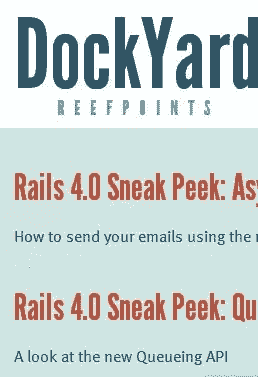 DockYard
REEFPOINTS
Rails 4.0 Sneak Peek: Asy
How to send your emails using the
Rails 4.0 Sneak Peek: Qu
A look at the new Queueing API